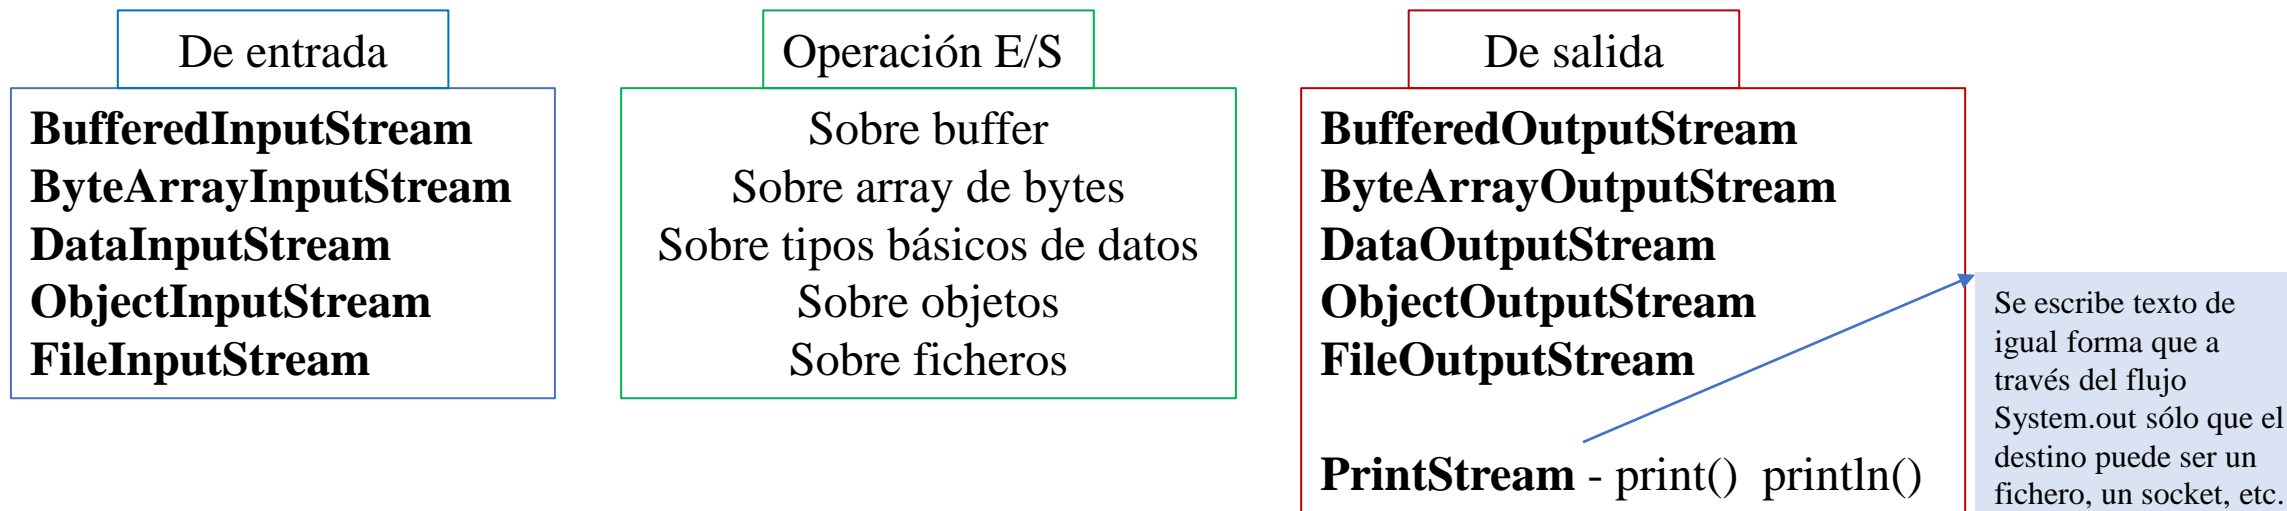 De entrada
BufferedInputStream
ByteArrayInputStream
DataInputStream
ObjectInputStream
FileInputStream
Operación E/S
Sobre buffer
Sobre array de bytes
Sobre tipos básicos de datos
Sobre objetos
Sobre ficheros
De salida
BufferedOutputStream
ByteArrayOutputStream
DataOutputStream
ObjectOutputStream
FileOutputStream
PrintStream - print() println()
Se escribe texto de
igual forma que a
través del flujo
System.out sólo que el
destino puede ser un
fichero, un socket, etc.